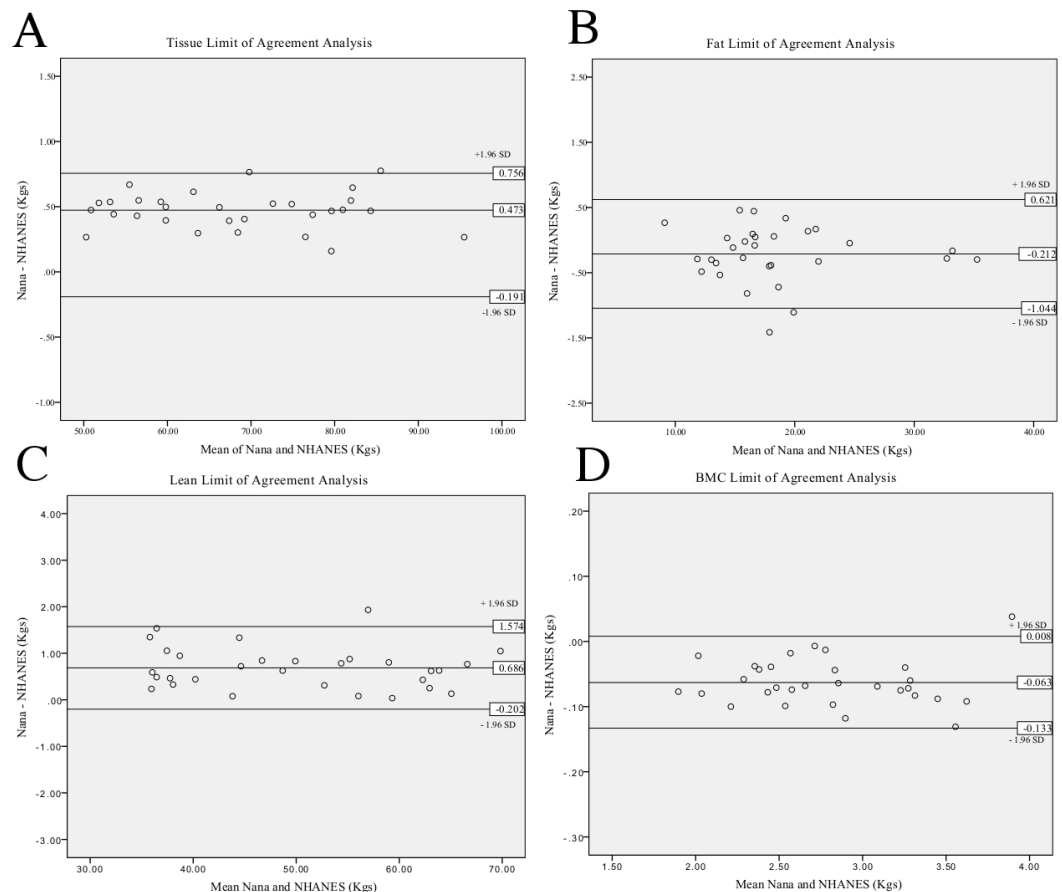 A
Tissue Limit of Agreement Analysis
Nana - NHANES (Kgs)
1.50
1.00
.50
.00
-.50
-1.00
+1.96 SD
0.756
0.473
-0.191
-1.96 SD
50.00 60.00 70.00 80.00 90.00 100.00
Mean of Nana and NHANES (Kgs)
B
Fat Limit of Agreement Analysis
Nana - NHANES (Kgs)
2.50
1.50
.50
-.50
-1.50
-2.50
+ 1.96 SD
0.621
-0.212
-1.044
- 1.96 SD
10.00 20.00 30.00 40.00
Mean of Nana and NHANES (Kgs)
C
Lean Limit of Agreement Analysis
Nana - NHANES (Kgs)
4.00
3.00
2.00
1.00
.00
-1.00
-2.00
-3.00
+ 1.96 SD
1.574
0.686
-0.202
- 1.96 SD
30.00 40.00 50.00 60.00 70.00
Mean Nana and NHANES (Kgs)
D
BMC Limit of Agreement Analysis
Nana - NHANES (Kgs)
.20
.10
.00
-.10
-.20
-.30
+ 1.96 SD
0.008
-0.063
-0.133
- 1.96 SD
1.50 2.00 2.50 3.00 3.50 4.00
Mean Nana and NHANES (Kgs)